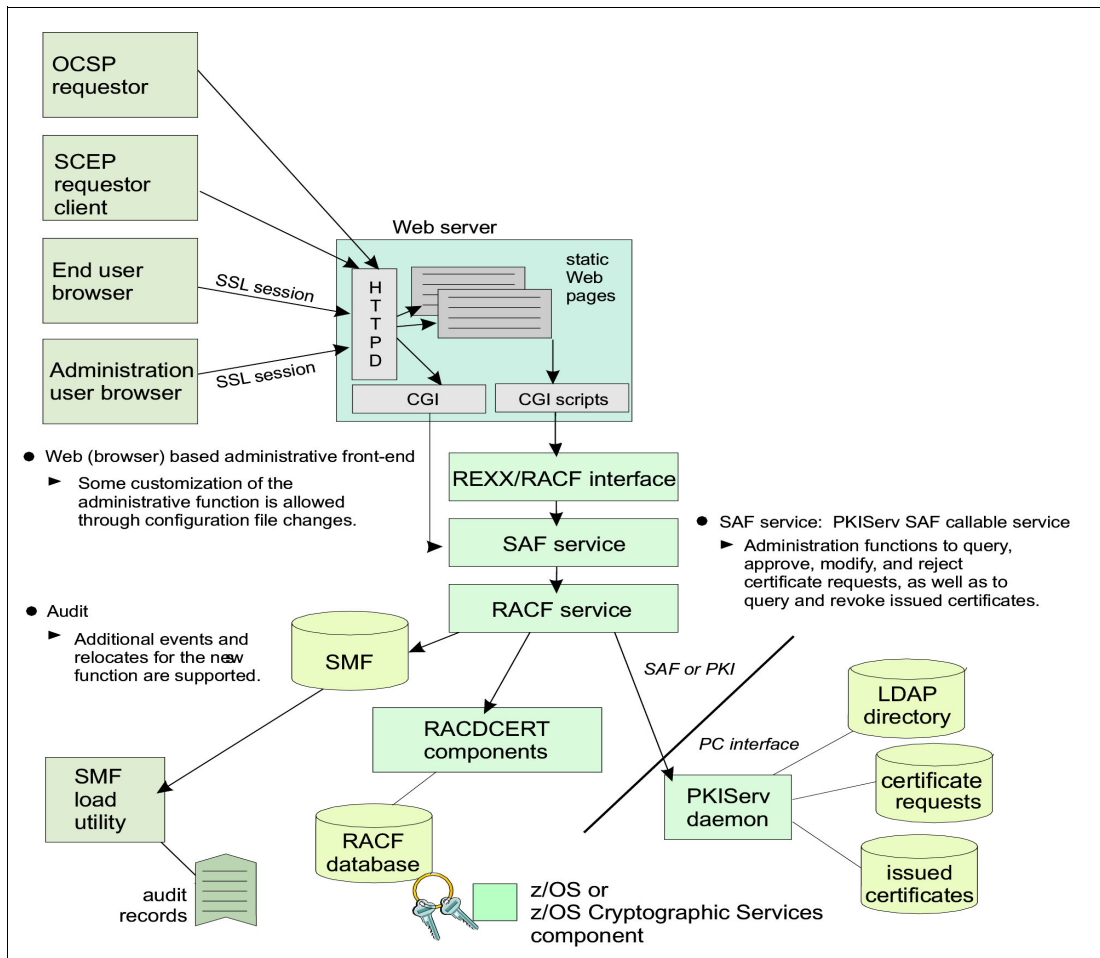 OCSP
requestor
SCEP
requestor
client
End user
browser
Administration
user browser
SSL session
SSL session
Web server
H
T
T
P
D
static
Web
pages
CGI
CGI scripts
● Web (browser) based administrative front-end
► Some customization of the
administrative function is allowed
through configuration file changes.
REXX/RACF interface
SAF service
RACF service
● SAF service: PKIServ SAF callable service
► Administration functions to query,
approve, modify, and reject
certificate requests, as well as to
query and revoke issued certificates.
● Audit
► Additional events and
relocates for the news
function are supported.
SMF
SAF or PKI
PC interface
LDAP
directory
RACDCERT
components
certificate
requests
PKIServ
daemon
SMF
load
utility
RACF
database
issued
certificates
audit
records
z/OS or
z/OS Cryptographic Services
component